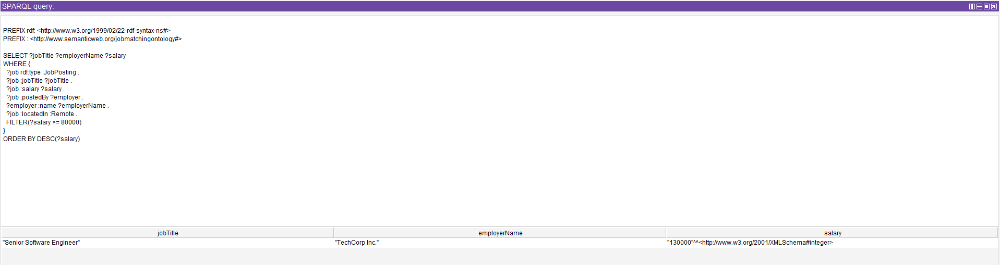 SPARQL query:
PREFIX rdf: <http://www.w3.org/1999/02/22-rdf-syntax-ns#>
PREFIX : <http://www.semanticweb.org/jobmatchingontology#>
SELECT ?jobTitle ?employerName ?salary
WHERE {
?job rdf:type :JobPosting .
?job :jobTitle ?jobTitle .
?job :salary ?salary .
?job :postedBy ?employer .
?employer :name ?employerName .
?job :locatedIn :Remote .
FILTER(?salary >= 80000)
}
ORDER BY DESC(?salary)
jobTitle employerName salary
"Senior Software Engineer" "TechCorp Inc." "130000"^^<http://www.w3.org/2001/XMLSchema#integer>